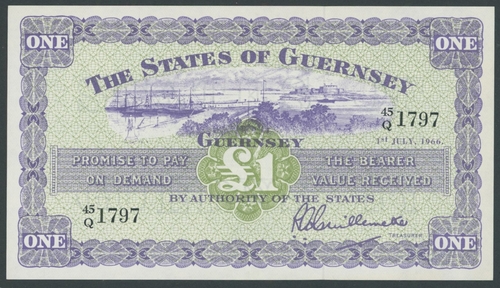 ONE ONE
THE STATES OF GUERNSEY
45/Q 1797
GUERNSEY
1ST JULY, 1966.
PROMISE TO PAY £1 THE BEARER
ON DEMAND VALUE RECEIVED
BY AUTHORITY OF THE STATES
45/Q 1797
TREASURER
ONE ONE